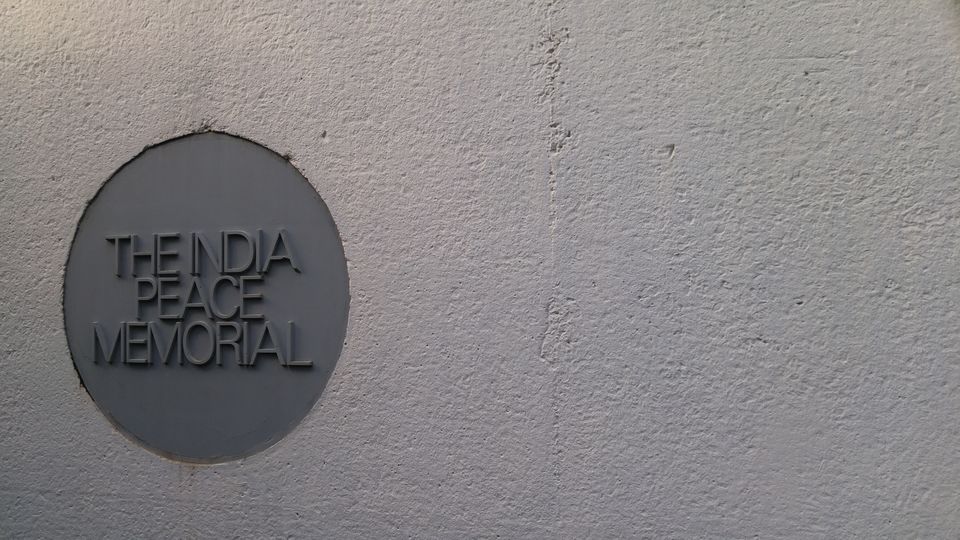 THE INDIA
PEACE
MEMORIAL